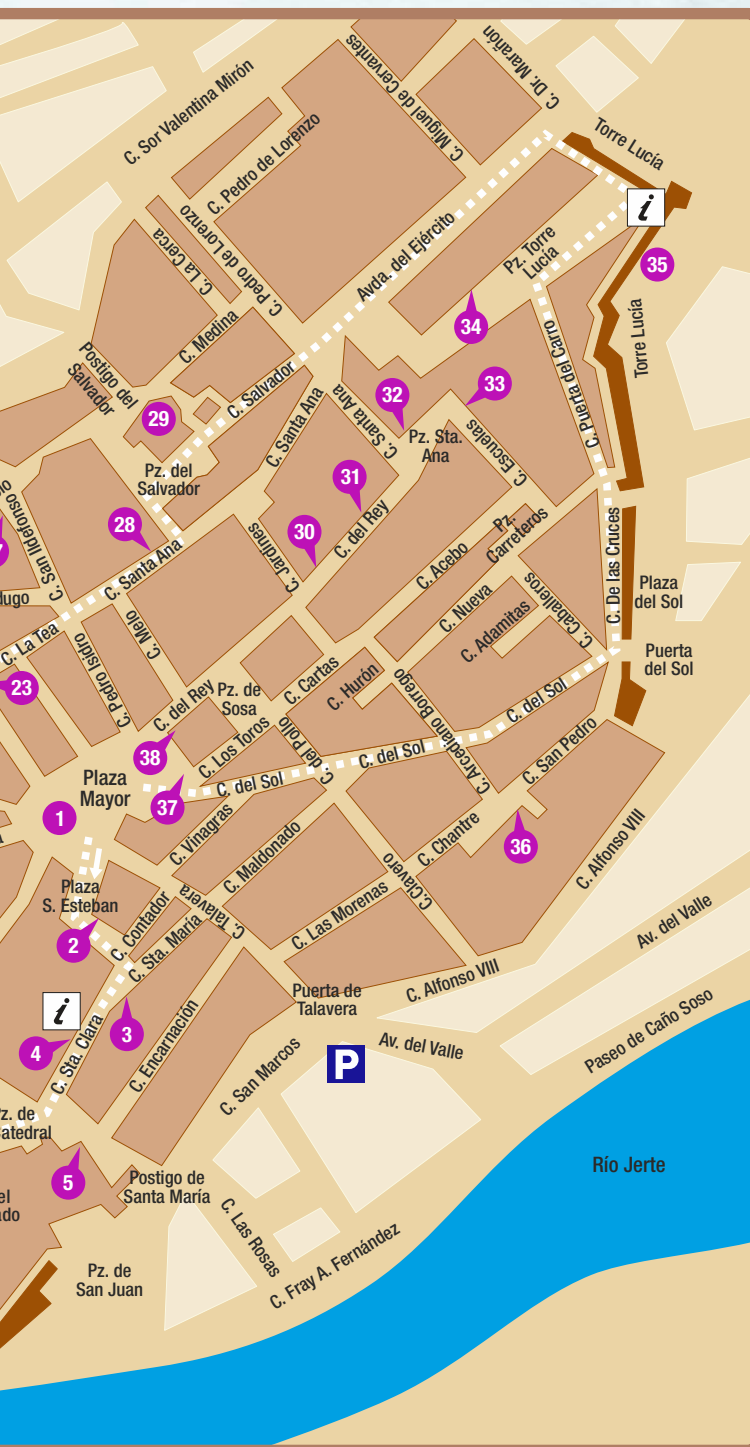 C. Sor Valentina Mirón
C. Miguel de Cervantes
C. Dr. Marañón
C. Pedro de Lorenzo
Torre Lucía
i
35
C. La Cerca
C. Pedro de Lorenzo
Avda. del Ejército
Pz. Torre
Lucía
34
Torre Lucía
C. Medina
Postigo del
Salvador
C. Salvador
C. Puerta del Carro
29
32
33
C. Santa Ana
C. Santa Ana
Pz. Sta.
Ana
C. Escuelas
Pz. del
Salvador
31
28
30
C. del Rey
C. San Ildefonso
C. Santa Ana
C. Jardines
C. Acebo
Pz.
Carreteros
C. De las Cruces
Plaza
del Sol
C. La Tea
C. Melo
C. Pedro Isidro
C. Nueva
C. Adamitas
C. Caballeros
Puerta
del Sol
23
C. Cartas
C. Hurón
C. del Rey
Pz. de
Sosa
C. Arcediano Borrego
C. del Sol
38
C. Los Toros
C. del Pollo
C. del Sol
C. Arcediano
C. San Pedro
Plaza
Mayor
37
C. del Sol
1
C. Vinagras
C. Maldonado
C. Chantre
36
C. Alfonso VIII
Plaza
S. Esteban
C. Contador
C. Talavera
C.Clavero
C. Las Morenas
2
C. Sta. María
Av. del Valle
C. Alfonso VIII
Puerta de
Talavera
i
3
4
C. Sta. Clara
C. Encarnación
C. San Marcos
P
Av. del Valle
Paseo de Caño Soso
5
Postigo de
Santa María
Río Jerte
C. Las Rosas
C. Fray A. Fernández
Pz. de
San Juan